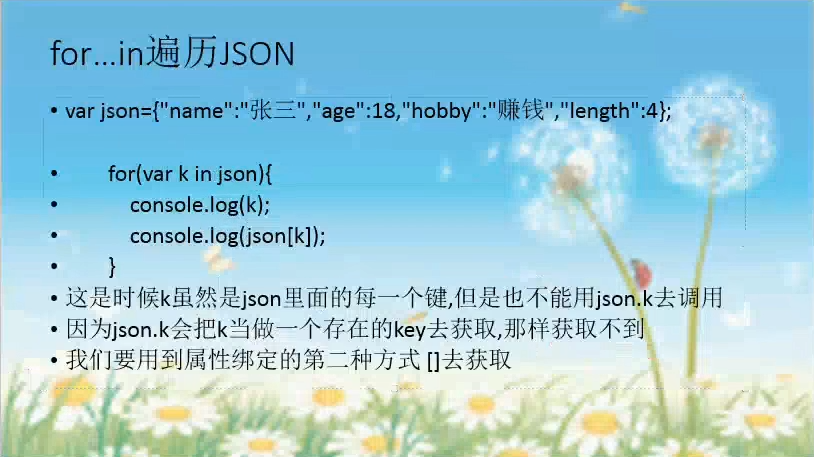 for...in遍历JSON
• var json={"name":"张三","age":18,"hobby":"赚钱","length":4};
• for(var k in json){
• console.log(k);
• console.log(json[k]);
• }
• 这是时候k虽然是json里面的每一个键,但是也不能用json.k去调用
• 因为json.k会把k当做一个存在的key去获取,那样获取不到
• 我们要用到属性绑定的第二种方式 []去获取